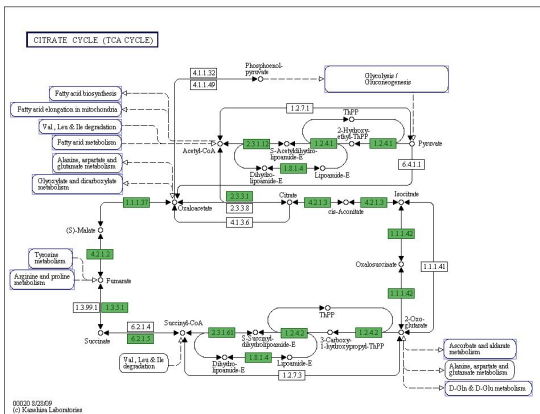 CITRATE CYCLE (TCA CYCLE)
4.1.1.32
4.1.1.49
Phosphoenol-
pyruvate
Glycolysis /
Gluconeogenesis
Fatty acid biosynthesis
Fatty acid elongation in mitochondria
Val, Leu & Ile degradation
Fatty acid metabolism
Alanine, aspartate and
glutamate metabolism
Glyoxylate and dicarboxylate
metabolism
1.2.7.1
ThPP
2-Hydroxy-
ethyl-ThPP
Acetyl-CoA
2.3.1.12
S-Acetyldihydro-
lipoamide-E
1.2.4.1
1.2.4.1
Pyruvate
Dihydro-
lipoamide-E
1.8.1.4
Lipoamide-E
6.4.1.1
1.1.1.37
Oxaloacetate
2.3.3.1
2.3.3.8
4.1.3.6
Citrate
4.2.1.3
cis-Aconitate
4.2.1.3
Isocitrate
(S)-Malate
4.2.1.2
Fumarate
Tyrosine
metabolism
Arginine and proline
metabolism
1.1.1.42
Oxalosuccinate
1.1.1.41
1.1.1.42
1.3.99.1
1.3.5.1
Succinate
6.2.1.4
6.2.1.5
Succinyl-CoA
2.3.1.61
S-Succinyl-
dihydrolipoamide-E
1.2.4.2
ThPP
3-Carboxy-
1-hydroxypropyl-ThPP
1.2.4.2
2-Oxo-
glutarate
Val, Leu & Ile
degradation
Dihydro-
lipoamide-E
1.8.1.4
Lipoamide-E
1.2.7.3
Ascorbate and aldarate
metabolism
Alanine, aspartate and
glutamate metabolism
D-Gln & D-Glu metabolism
00020 8/28/09
(c) Kanehisa Laboratories